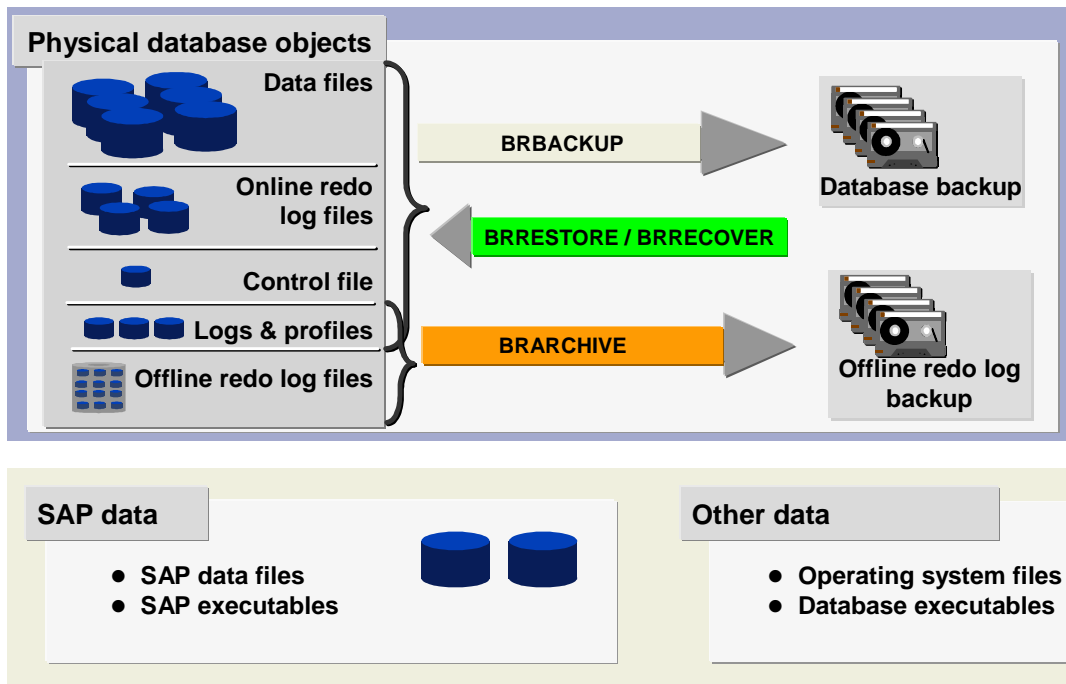 Physical database objects
Data files
Online redo
log files
Control file
Logs & profiles
Offline redo log files
BRBACKUP
BRRESTORE / BRRECOVER
BRARCHIVE
Database backup
Offline redo log
backup
SAP data
● SAP data files
● SAP executables
Other data
● Operating system files
● Database executables